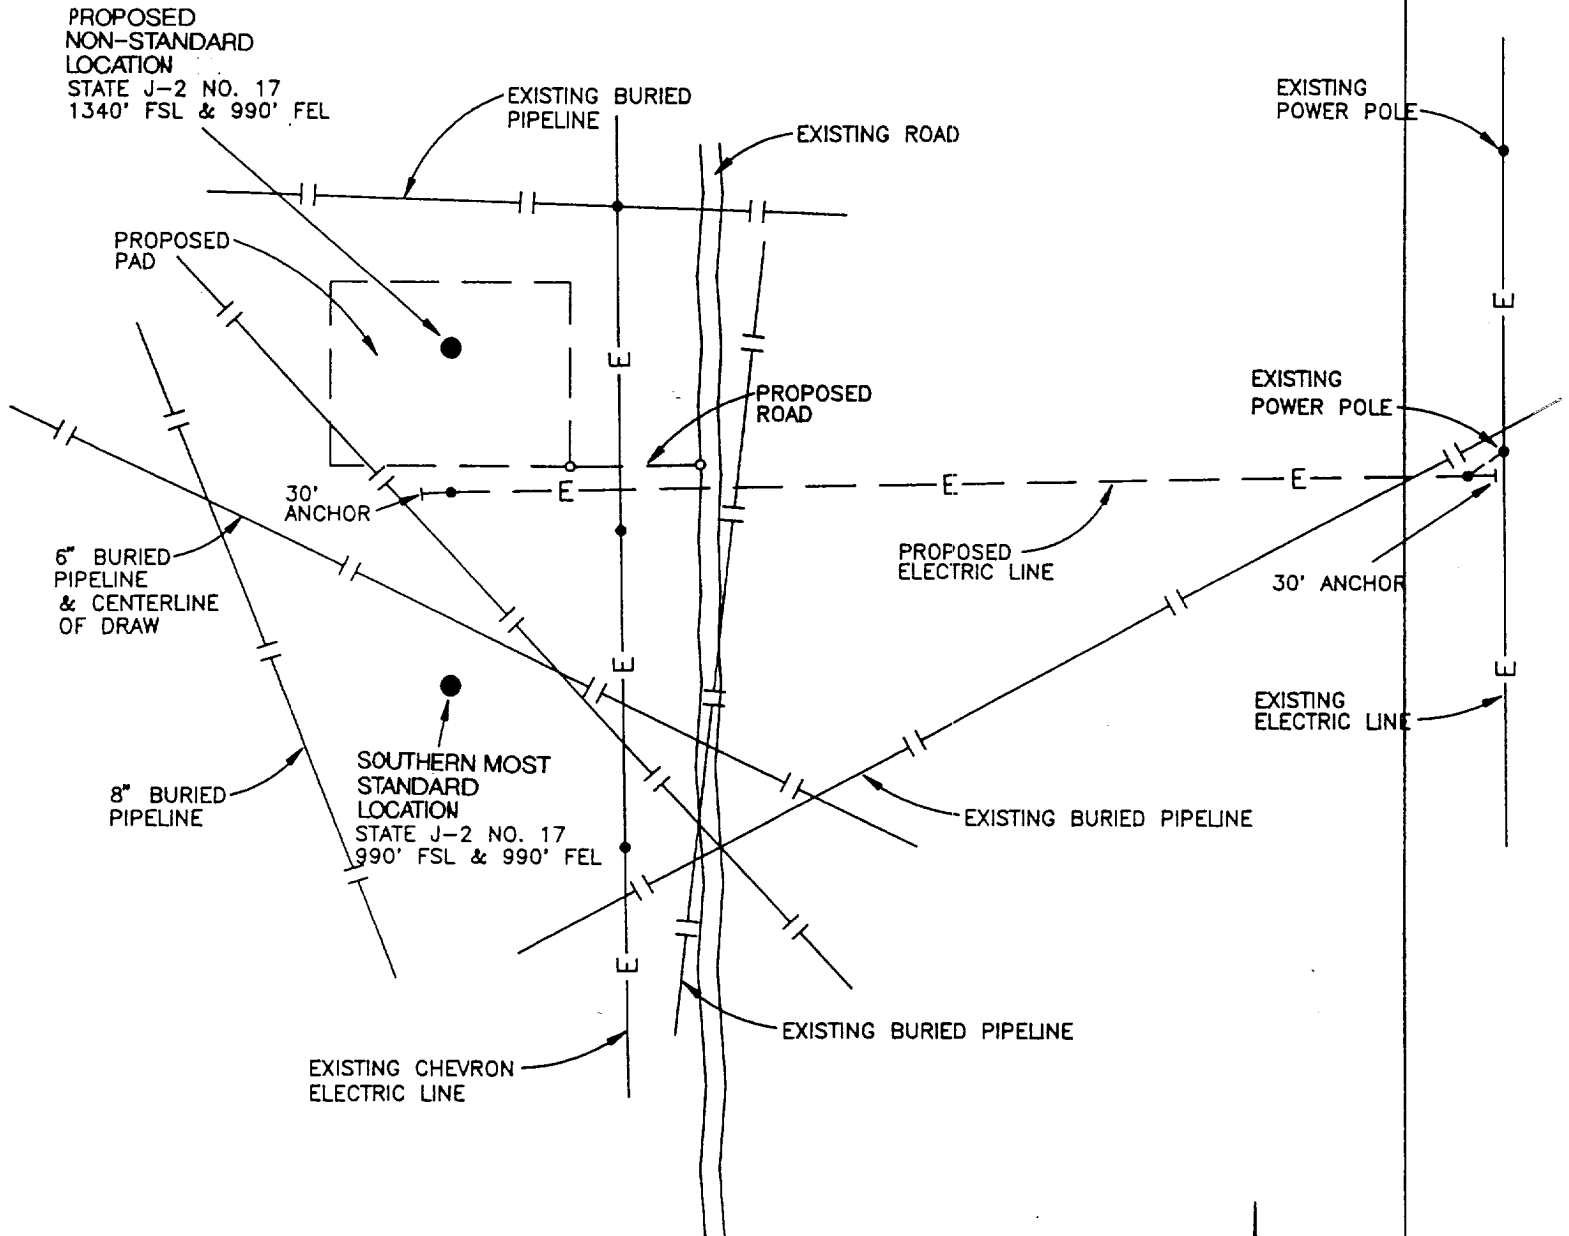 PROPOSED
NON-STANDARD
LOCATION
STATE J-2 NO. 17
1340' FSL & 990' FEL
EXISTING BURIED
PIPELINE
EXISTING ROAD
EXISTING
POWER POLE
PROPOSED
PAD
E
E
PROPOSED
ROAD
EXISTING
POWER POLE
30'
ANCHOR
E
E
E
6" BURIED
PIPELINE
& CENTERLINE
OF DRAW
PROPOSED
ELECTRIC LINE
30' ANCHOR
E
E
EXISTING
ELECTRIC LINE
SOUTHERN MOST
STANDARD
LOCATION
STATE J-2 NO. 17
990' FSL & 990' FEL
8" BURIED
PIPELINE
EXISTING BURIED PIPELINE
E
EXISTING BURIED PIPELINE
EXISTING CHEVRON
ELECTRIC LINE